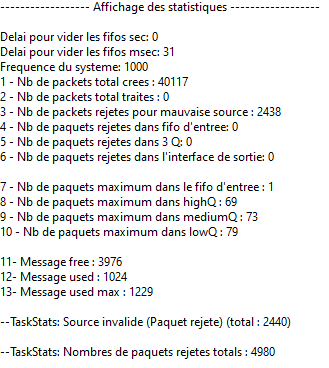 ------------------ Affichage des statistiques ------------------
Delai pour vider les fifos sec: 0
Delai pour vider les fifos msec: 31
Frequence du systeme: 1000
1 - Nb de packets total crees : 40117
2 - Nb de packets total traites : 0
3 - Nb de packets rejetes pour mauvaise source : 2438
4 - Nb de paquets rejetes dans fifo d'entree: 0
5 - Nb de paquets rejetes dans 3 Q: 0
6 - Nb de paquets rejetes dans l'interface de sortie: 0
7 - Nb de paquets maximum dans le fifo d'entree : 1
8 - Nb de paquets maximum dans highQ : 69
9 - Nb de paquets maximum dans mediumQ : 73
10 - Nb de paquets maximum dans lowQ : 79
11- Message free : 3976
12- Message used : 1024
13- Message used max : 1229
--TaskStats: Source invalide (Paquet rejete) (total : 2440)
--TaskStats: Nombres de paquets rejetes totals : 4980